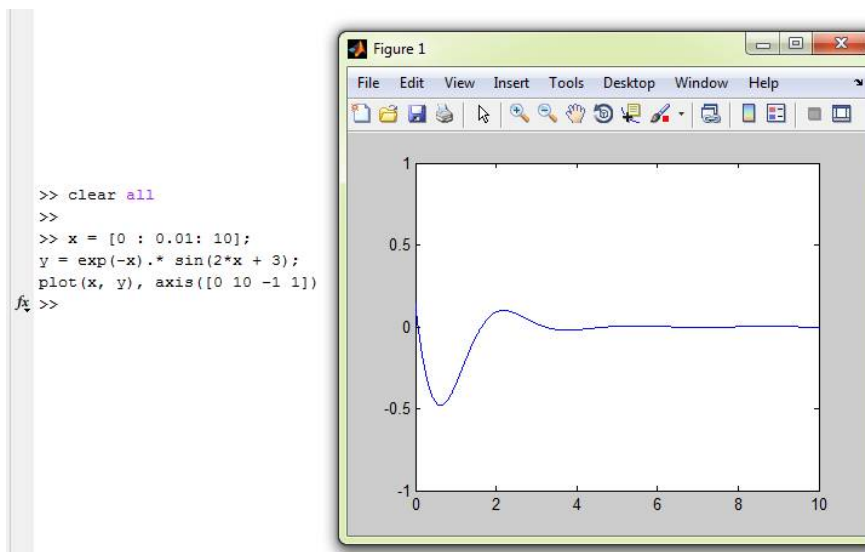 >> clear all
>>
>> x = [0 : 0.01: 10];
y = exp(-x).* sin(2*x + 3);
plot(x, y), axis([0 10 -1 1])
fx >>
Figure 1
File Edit View Insert Tools Desktop Window Help
1
0.5
0
-0.5
-1
0 2 4 6 8 10